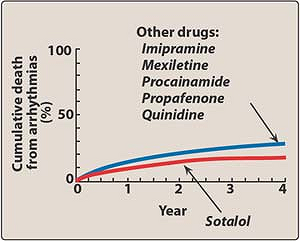 Other drugs:
Imipramine
Mexiletine
Procainamide
Propafenone
Quinidine
Cumulative death
from arrhythmias
(%)
100
50
0
0 1 2 3 4
Year
Sotalol